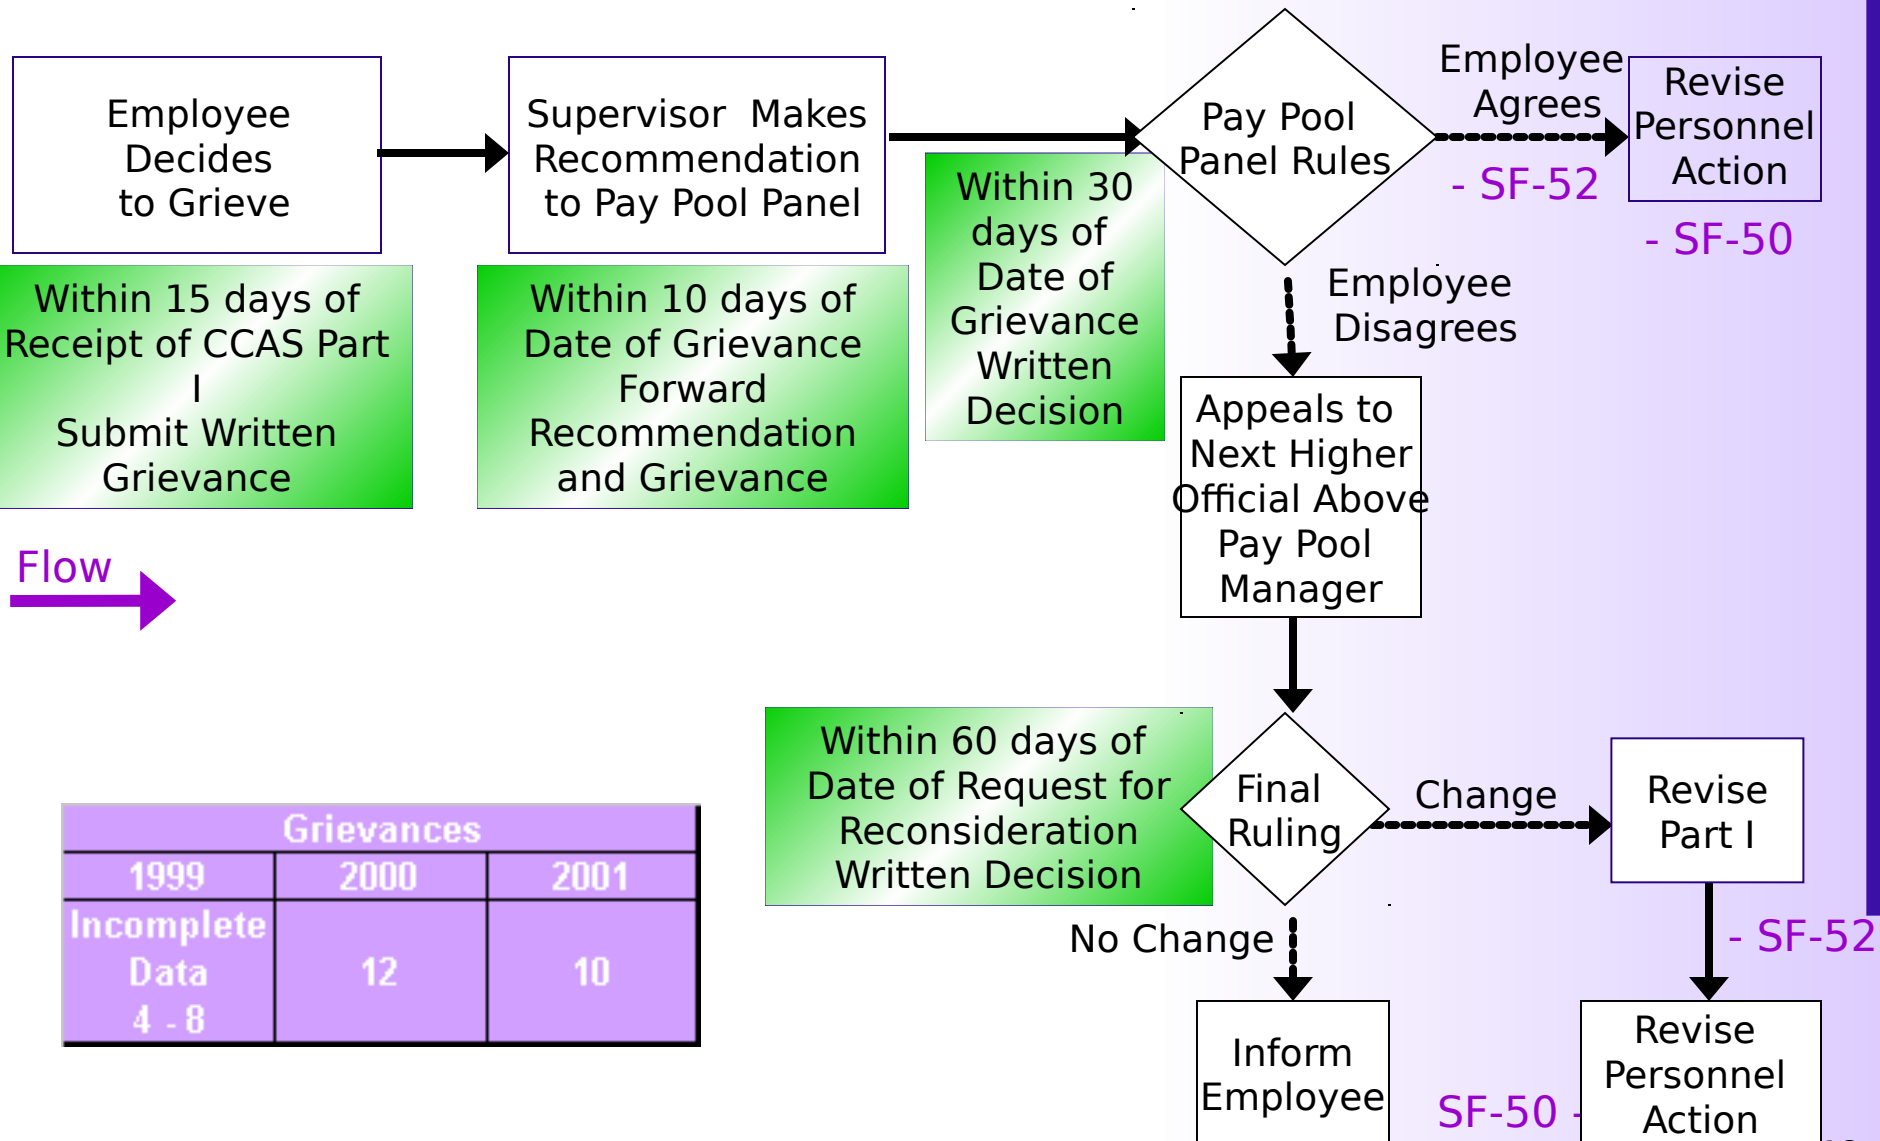 Employee
Decides
to Grieve
Supervisor Makes
Recommendation
to Pay Pool Panel
Pay Pool
Panel Rules
Employee
Agrees
- SF-52
Revise
Personnel
Action
- SF-50
Within 15 days of
Receipt of CCAS Part
I
Submit Written
Grievance
Within 10 days of
Date of Grievance
Forward
Recommendation
and Grievance
Within 30
days of
Date of
Grievance
Written
Decision
Employee
Disagrees
Appeals to
Next Higher
Official Above
Pay Pool
Manager
Flow
Within 60 days of
Date of Request for
Reconsideration
Written Decision
Final
Ruling
Change
Revise
Part I
No Change
- SF-52
Inform
Employee
SF-50 -
Revise
Personnel
Action
Grievances
1999 2000 2001
Incomplete
Data
4 - 8
12
10